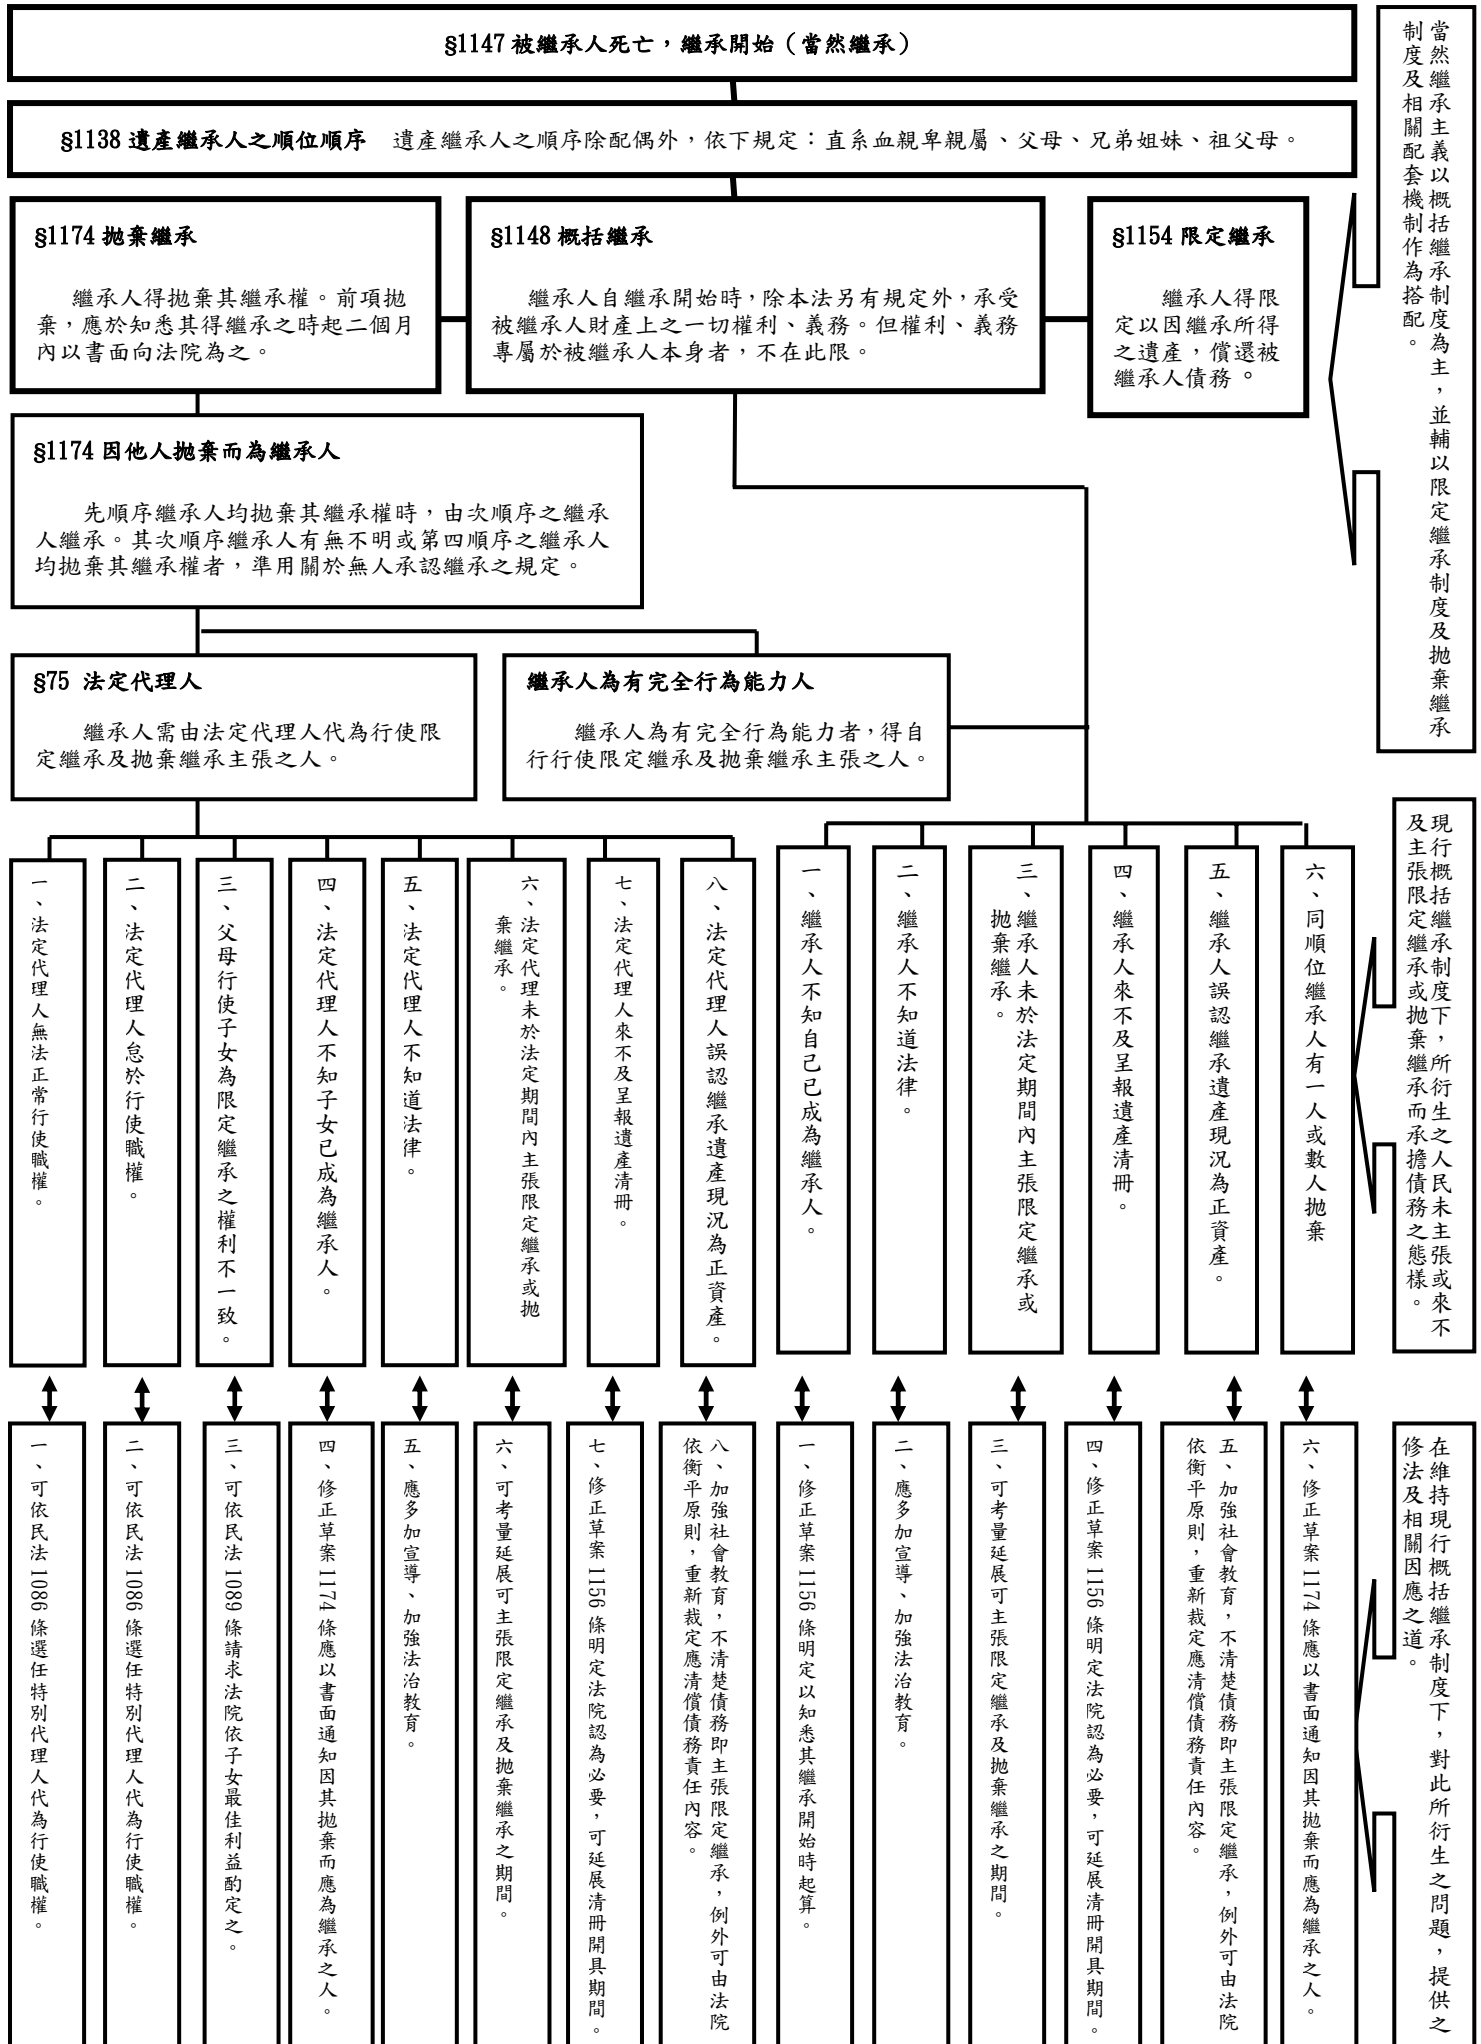 §1147 被繼承人死亡，繼承開始（當然繼承）
§1138 遺產繼承人之順位順序　遺產繼承人之順序除配偶外，依下規定：直系血親卑親屬、父母、兄弟姐妹、祖父母。
當然繼承主義以概括繼承制度為主，並輔以限定繼承制度及拋棄繼承
制度及相關配套機制作為搭配。
§1174 拋棄繼承
繼承人得拋棄其繼承權。前項拋
棄，應於知悉其得繼承之時起二個月
內以書面向法院為之。
§1148 概括繼承
繼承人自繼承開始時，除本法另有規定外，承受
被繼承人財產上之一切權利、義務。但權利、義務
專屬於被繼承人本身者，不在此限。
§1154 限定繼承
繼承人得限
定以因繼承所得
之遺產，償還被
繼承人債務。
§1174 因他人拋棄而為繼承人
先順序繼承人均拋棄其繼承權時，由次順序之繼承
人繼承。其次順序繼承人有無不明或第四順序之繼承人
均拋棄其繼承權者，準用關於無人承認繼承之規定。
§75 法定代理人
繼承人需由法定代理人代為行使限
定繼承及拋棄繼承主張之人。
繼承人為有完全行為能力人
繼承人為有完全行為能力者，得自
行行使限定繼承及拋棄繼承主張之人。
一、法定代理人無法正常行使職權。
二、法定代理人怠於行使職權。
三、父母行使子女為限定繼承之權利不一致。
四、法定代理人不知子女已成為繼承人。
五、法定代理人不知道法律。
六、法定代理未於法定期間內主張限定繼承或拋
棄繼承。
七、法定代理人來不及呈報遺產清冊。
八、法定代理人誤認繼承遺產現況為正資產。
一、繼承人不知自己已成為繼承人。
二、繼承人不知道法律。
三、繼承人未於法定期間內主張限定繼承或
拋棄繼承。
四、繼承人來不及呈報遺產清冊。
五、繼承人誤認繼承遺產現況為正資產。
六、同順位繼承人有一人或數人拋棄
現行概括繼承制度下，所衍生之人民未主張或來不
及主張限定繼承或拋棄繼承而承擔債務之態樣。
一、可依民法 1086 條選任特別代理人代為行使職權。
二、可依民法 1086 條選任特別代理人代為行使職權。
三、可依民法 1089 條請求法院依子女最佳利益酌定之。
四、修正草案 1174 條應以書面通知因其拋棄而應為繼承之人。
五、應多加宣導、加強法治教育。
六、可考量延展可主張限定繼承及拋棄繼承之期間。
七、修正草案 1156 條明定法院認為必要，可延展清冊開具期間。
八、加強社會教育，不清楚債務即主張限定繼承，例外可由法院
依衡平原則，重新裁定應清償債務責任內容。
一、修正草案 1156 條明定以知悉其繼承開始時起算。
二、應多加宣導、加強法治教育。
三、可考量延展可主張限定繼承及拋棄繼承之期間。
四、修正草案 1156 條明定法院認為必要，可延展清冊開具期間。
五、加強社會教育，不清楚債務即主張限定繼承，例外可由法院
依衡平原則，重新裁定應清償債務責任內容。
六、修正草案 1174 條應以書面通知因其拋棄而應為繼承之人。
在維持現行概括繼承制度下，對此所衍生之問題，提供之
修法及相關因應之道。